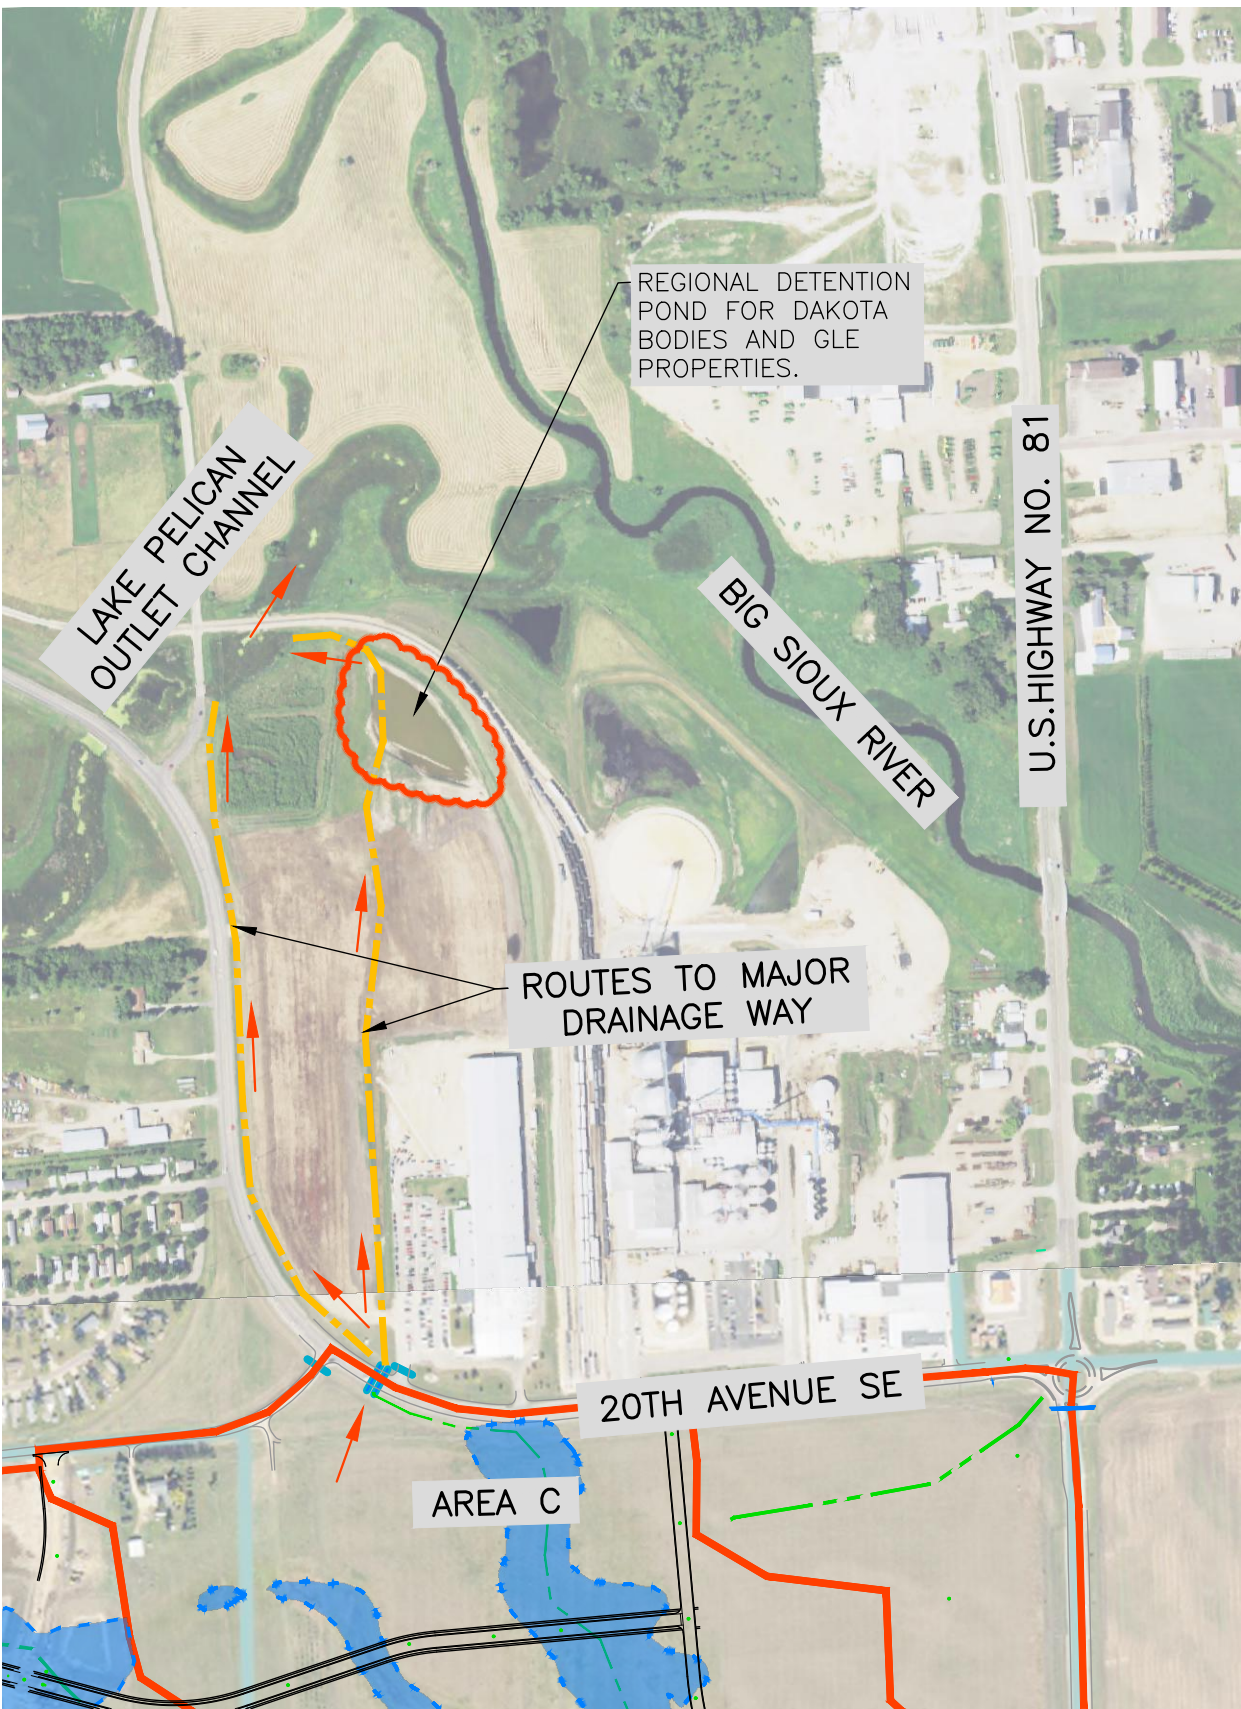 REGIONAL DETENTION
POND FOR DAKOTA
BODIES AND GLE
PROPERTIES.
LAKE PELICAN
OUTLET CHANNEL
U.S.HIGHWAY NO. 81
BIG SIOUX RIVER
ROUTES TO MAJOR
DRAINAGE WAY
20TH AVENUE SE
AREA C